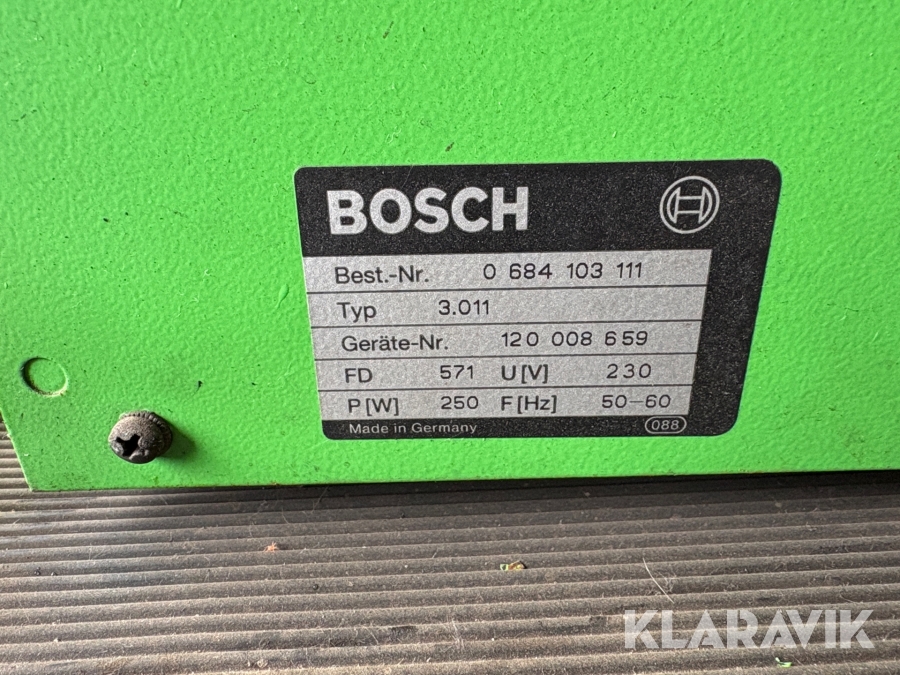 BOSCH
Best.-Nr. 0 684 103 111
Typ 3.011
Geräte-Nr. 120 008 659
FD 571 U[V] 230
P[W] 250 F[Hz] 50-60
Made in Germany 088
KLARAVIK